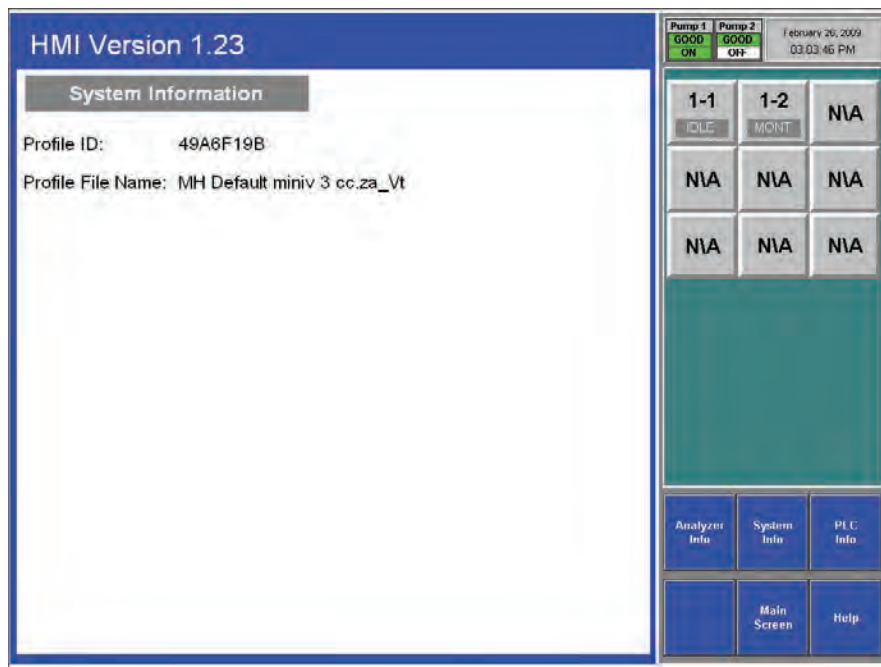 HMI Version 1.23
System Information
Profile ID: 49A6F19B
Profile File Name: MH Default miniv 3 cc.za_Vt
Pump 1 Pump 2
GOOD GOOD
ON OFF
February 26, 2009
03:03:46 PM
1-1 1-2 N\A
IDLE MONT
N\A N\A N\A
N\A N\A N\A
Analyzer Info
System Info
PLC Info
Main Screen
Help